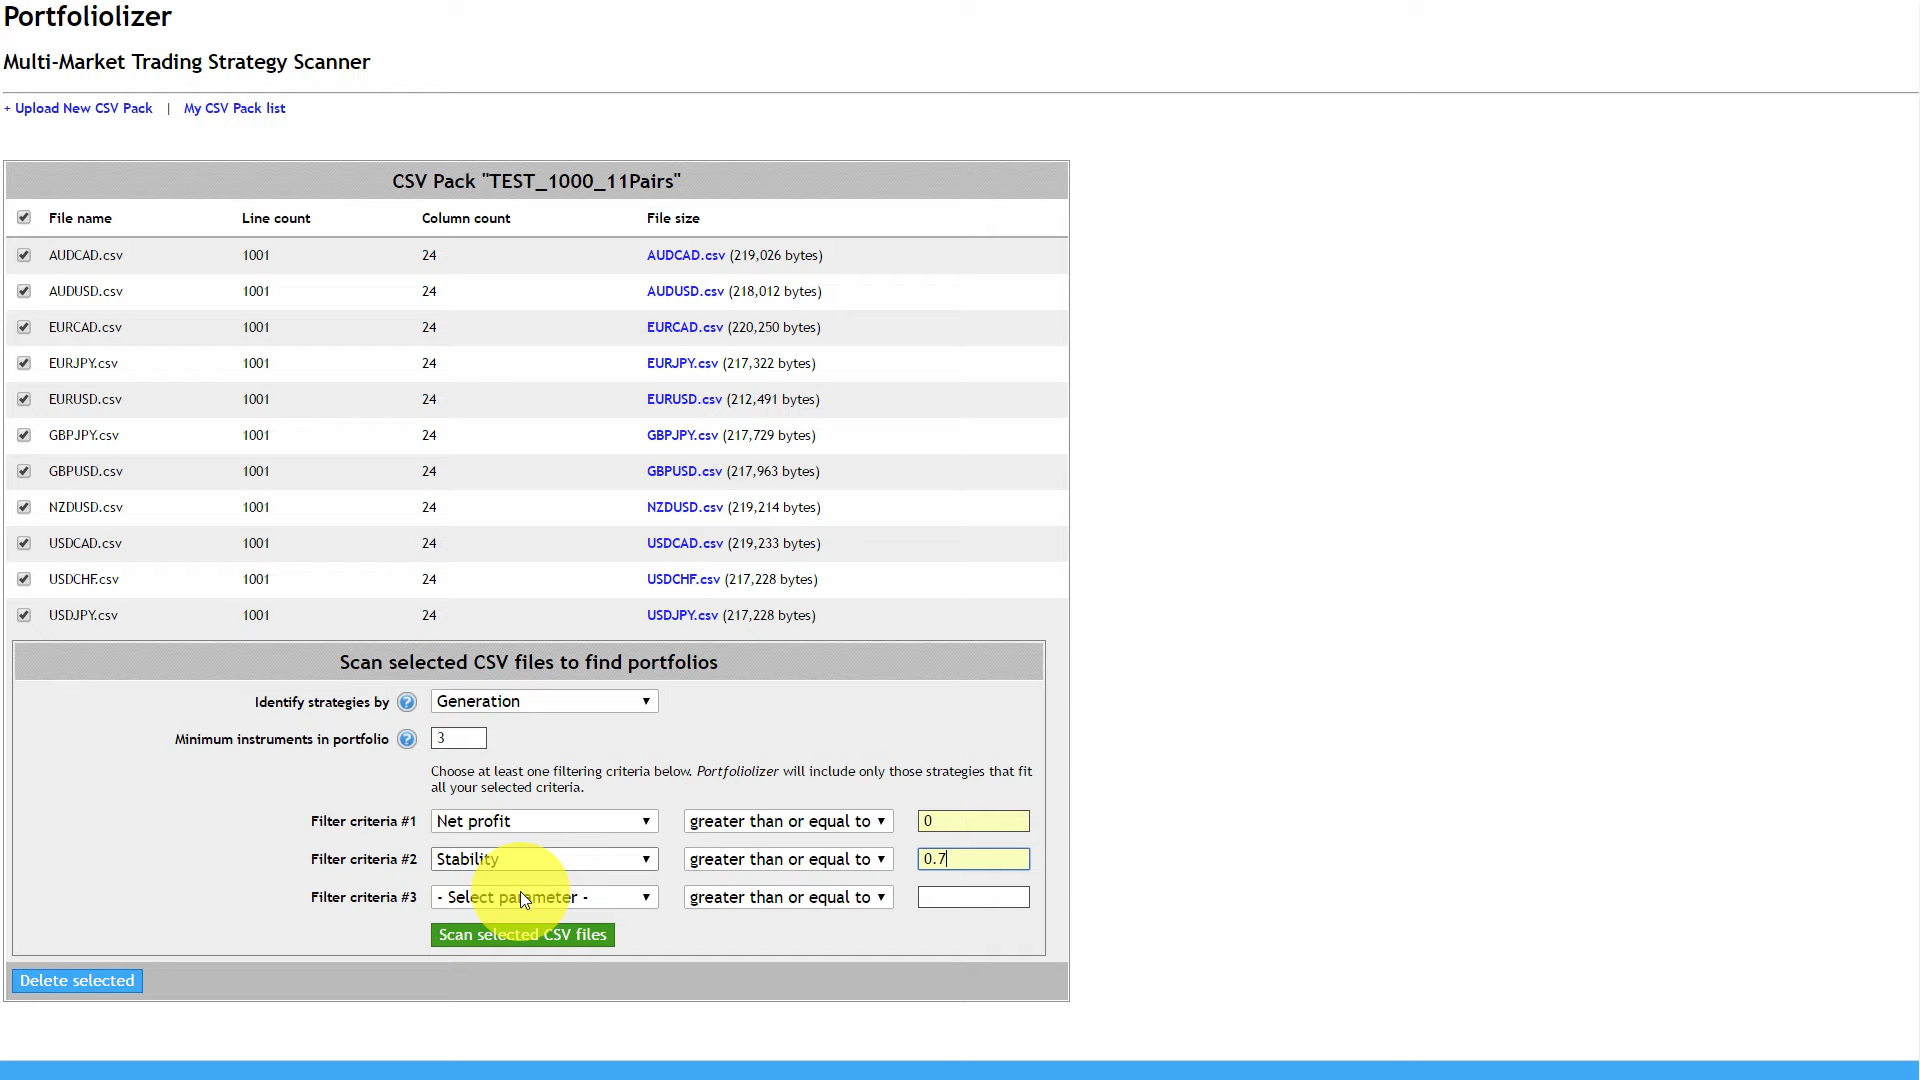 Portfoliolizer
Multi-Market Trading Strategy Scanner
+ Upload New CSV Pack | My CSV Pack list
CSV Pack "TEST_1000_11Pairs"
File name Line count Column count File size
AUDCAD.csv 1001 24 AUDCAD.csv (219,026 bytes)
AUDUSD.csv 1001 24 AUDUSD.csv (218,012 bytes)
EURCAD.csv 1001 24 EURCAD.csv (220,250 bytes)
EURJPY.csv 1001 24 EURJPY.csv (217,322 bytes)
EURUSD.csv 1001 24 EURUSD.csv (212,491 bytes)
GBPJPY.csv 1001 24 GBPJPY.csv (217,729 bytes)
GBPUSD.csv 1001 24 GBPUSD.csv (217,963 bytes)
NZDUSD.csv 1001 24 NZDUSD.csv (219,214 bytes)
USDCAD.csv 1001 24 USDCAD.csv (219,233 bytes)
USDCHF.csv 1001 24 USDCHF.csv (217,228 bytes)
USDJPY.csv 1001 24 USDJPY.csv (217,228 bytes)
Scan selected CSV files to find portfolios
Identify strategies by ? Generation
Minimum instruments in portfolio ? 3
Choose at least one filtering criteria below. Portfoliolizer will include only those strategies that fit
all your selected criteria.
Filter criteria #1 Net profit greater than or equal to 0
Filter criteria #2 Stability greater than or equal to 0.7
Filter criteria #3 - Select parameter - greater than or equal to
Scan selected CSV files
Delete selected